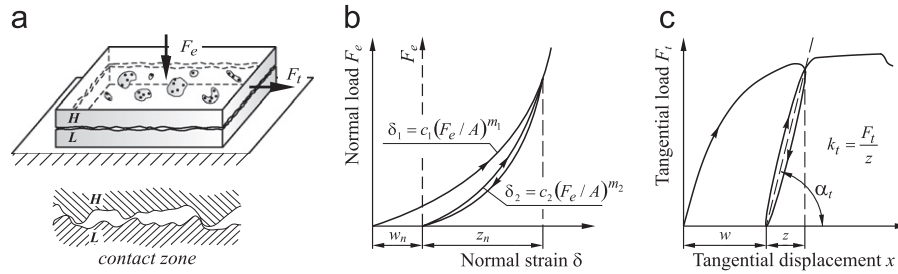 a
F_e
F_t
H
L
H
L
contact zone
b
Normal load F_e
F_e
δ_1 = c_1(F_e / A)^{m_1}
δ_2 = c_2(F_e / A)^{m_2}
w_n
z_n
Normal strain δ
c
Tangential load F_t
k_t = F_t / z
α_t
w
z
Tangential displacement x